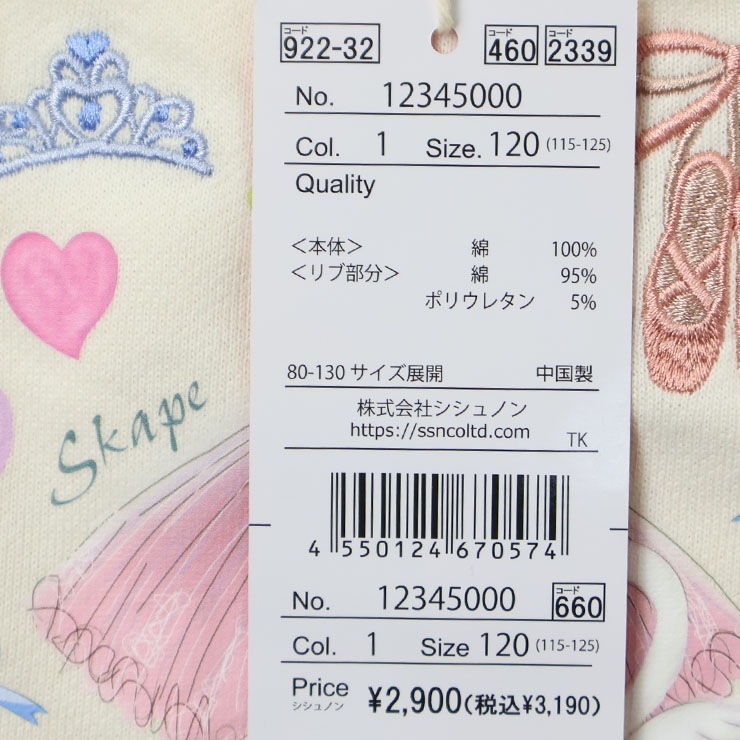 コード
922-32
コード
460
コード
2339
No. 12345000
Col. 1 Size. 120 (115-125)
Quality
<本体> 綿 100%
<リブ部分> 綿 95%
ポリウレタン 5%
80-130 サイズ展開 中国製
株式会社シシュノン
https://ssncoltd.com TK
4 550124 670574
No. 12345000
コード
660
Col. 1 Size 120 (115-125)
Price
シシュノン
¥2,900(税込¥3,190)
Skape